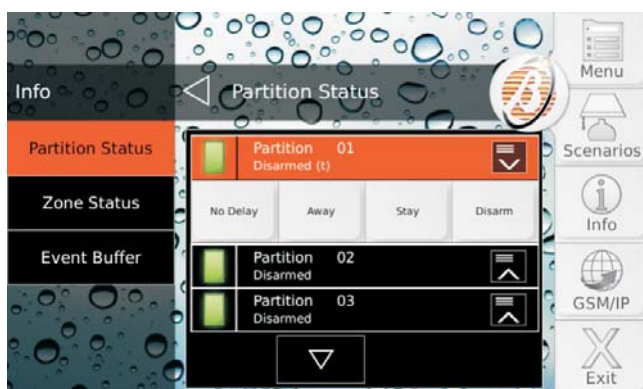 Info
Partition Status
Partition Status
Zone Status
Event Buffer
Partition 01
Disarmed (t)
No Delay
Away
Stay
Disarm
Partition 02
Disarmed
Partition 03
Disarmed
Menu
Scenarios
Info
GSM/IP
Exit